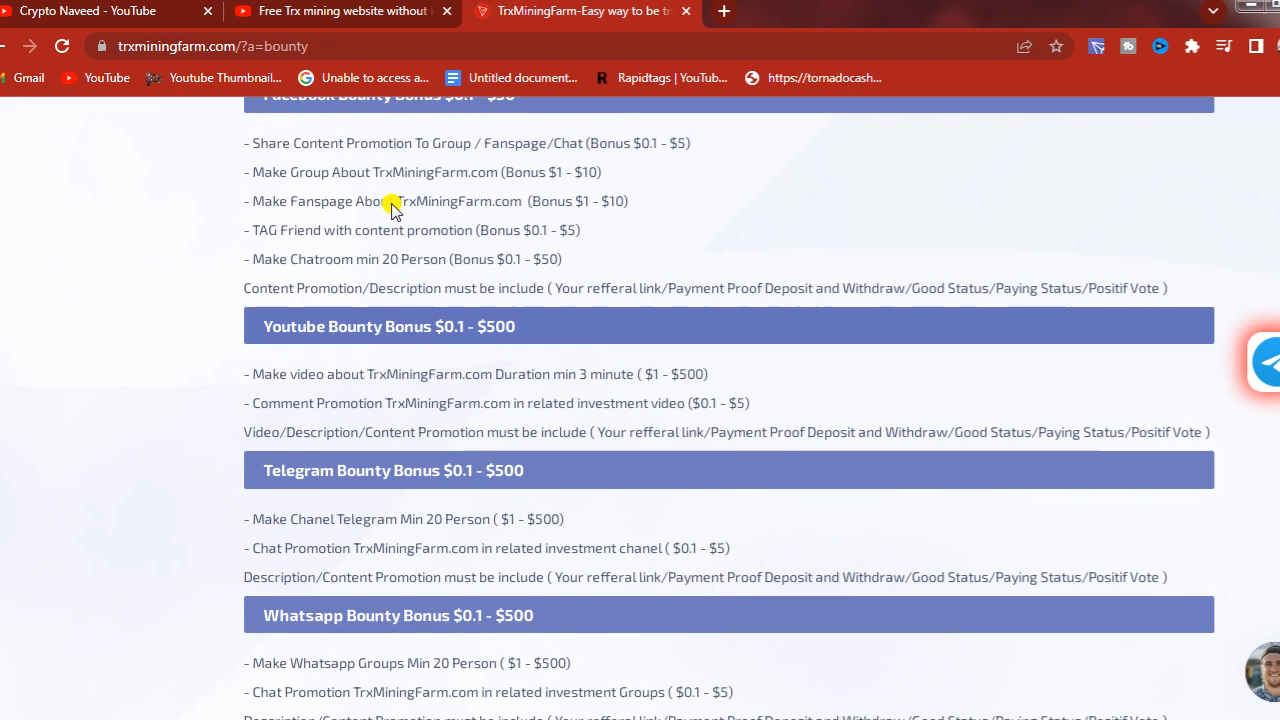 Crypto Naveed - YouTube
Free Trx mining website without
TrxMiningFarm-Easy way to be
trxminingfarm.com/?a=bounty
Gmail
YouTube
Youtube Thumbnail...
Unable to access a...
Untitled document...
Rapidtags | YouTub...
https://tornadocash...
Facebook Bounty Bonus $0.1 - $50
- Share Content Promotion To Group / Fanspage/Chat (Bonus $0.1 - $5)
- Make Group About TrxMiningFarm.com (Bonus $1 - $10)
- Make Fanspage About TrxMiningFarm.com (Bonus $1 - $10)
- TAG Friend with content promotion (Bonus $0.1 - $5)
- Make Chatroom min 20 Person (Bonus $0.1 - $50)
Content Promotion/Description must be include ( Your refferal link/Payment Proof Deposit and Withdraw/Good Status/Paying Status/Positif Vote )
Youtube Bounty Bonus $0.1 - $500
- Make video about TrxMiningFarm.com Duration min 3 minute ( $1 - $500)
- Comment Promotion TrxMiningFarm.com in related investment video ($0.1 - $5)
Video/Description/Content Promotion must be include ( Your refferal link/Payment Proof Deposit and Withdraw/Good Status/Paying Status/Positif Vote )
Telegram Bounty Bonus $0.1 - $500
- Make Chanel Telegram Min 20 Person ( $1 - $500)
- Chat Promotion TrxMiningFarm.com in related investment chanel ( $0.1 - $5)
Description/Content Promotion must be include ( Your refferal link/Payment Proof Deposit and Withdraw/Good Status/Paying Status/Positif Vote )
Whatsapp Bounty Bonus $0.1 - $500
- Make Whatsapp Groups Min 20 Person ( $1 - $500)
- Chat Promotion TrxMiningFarm.com in related investment Groups ( $0.1 - $5)